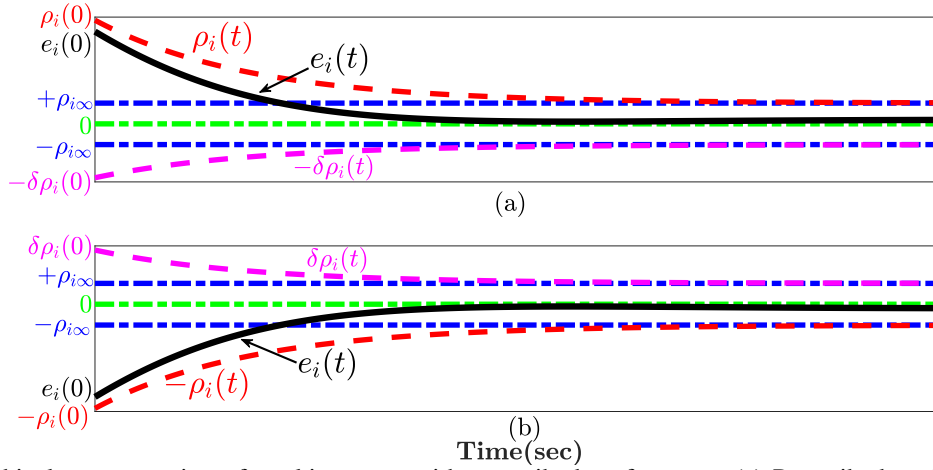 ρᵢ(0)
eᵢ(0)
ρᵢ(t)
eᵢ(t)
+ρᵢ∞
0
−ρᵢ∞
−δρᵢ(t)
−δρᵢ(0)
(a)
δρᵢ(0)
δρᵢ(t)
+ρᵢ∞
0
−ρᵢ∞
eᵢ(t)
−ρᵢ(t)
eᵢ(0)
−ρᵢ(0)
(b)
Time(sec)